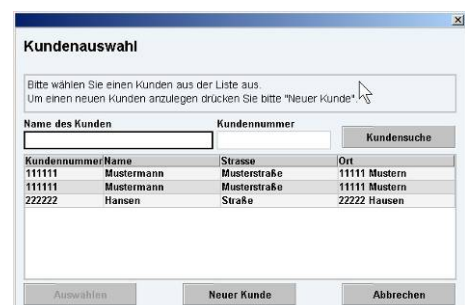 Kundenauswahl
Bitte wählen Sie einen Kunden aus der Liste aus.
Um einen neuen Kunden anzulegen drücken Sie bitte "Neuer Kunde".
Name des Kunden Kundennummer
Kundensuche
Kundennummer Name Strasse Ort
111111 Mustermann Musterstraße 11111 Mustern
111111 Mustermann Musterstraße 11111 Mustern
222222 Hansen Straße 22222 Hausen
Auswählen Neuer Kunde Abbrechen